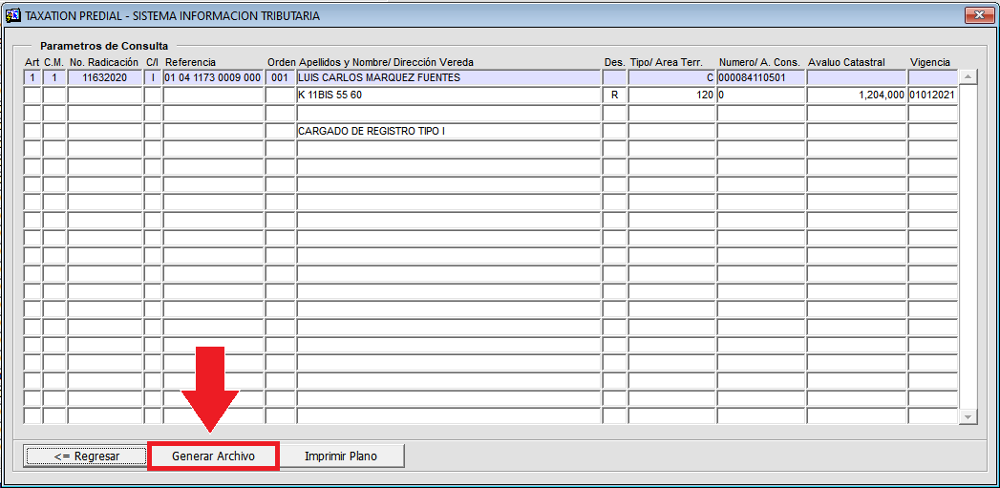 TAXATION PREDIAL - SISTEMA INFORMACION TRIBUTARIA
Parametros de Consulta
Art C.M. No. Radicación C/I Referencia Orden Apellidos y Nombre/ Dirección Vereda Des. Tipo/ Area Terr. Numero/ A. Cons. Avaluo Catastral Vigencia
1 1 11632020 I 01 04 1173 0009 000 001 LUIS CARLOS MARQUEZ FUENTES C 000084110501
K 11BIS 55 60 R 120 0 1,204,000 01012021
CARGADO DE REGISTRO TIPO I
<= Regresar Generar Archivo Imprimir Plano